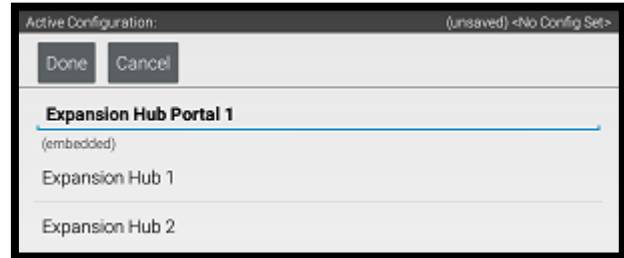 Active Configuration: (unsaved) <No Config Set>
Done Cancel
Expansion Hub Portal 1
(embedded)
Expansion Hub 1
Expansion Hub 2